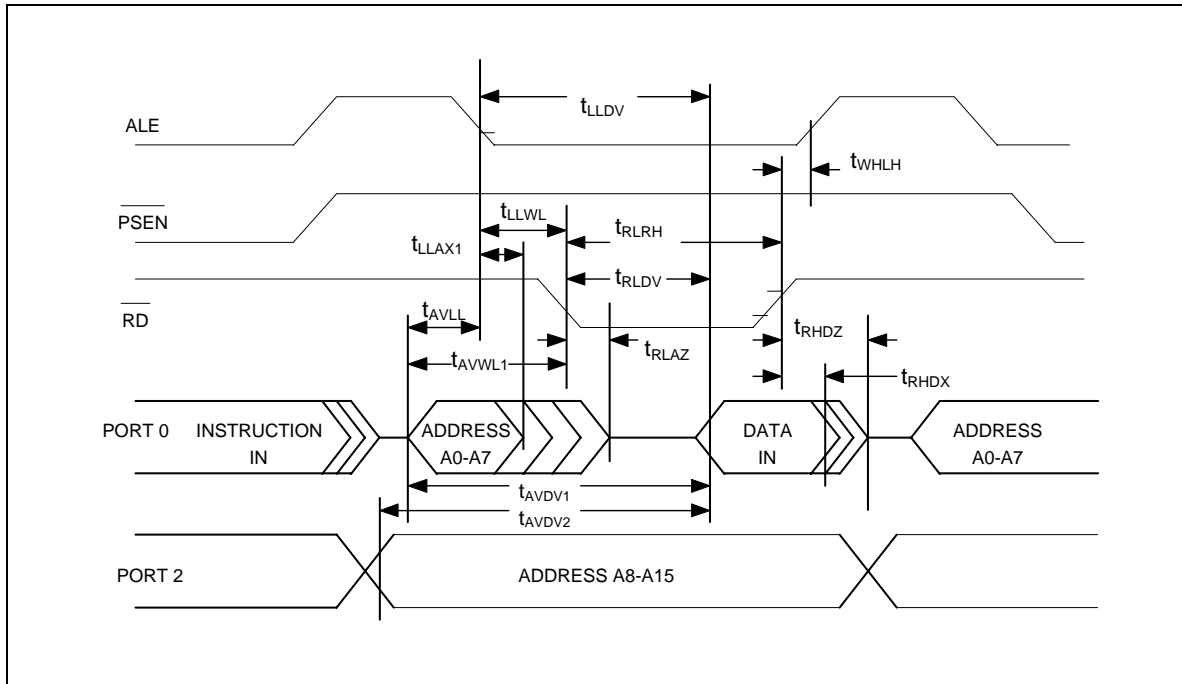 tLLDV
ALE
tWHLH
PSEN
tLLWL
tRLRH
tLLAX1
tRLDV
RD
tAVLL
tRHDZ
tRLAZ
tAVWL1
tRHDX
PORT 0
INSTRUCTION
IN
ADDRESS
A0-A7
DATA
IN
ADDRESS
A0-A7
tAVDV1
tAVDV2
PORT 2
ADDRESS A8-A15